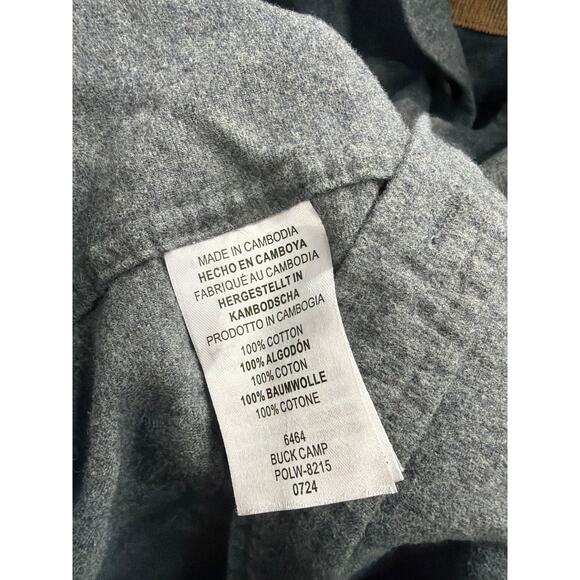 MADE IN CAMBODIA
HECHO EN CAMBOYA
FABRIQUÉ AU CAMBODIA
HERGESTELLT IN
KAMBODSCHA
PRODOTTO IN CAMBOGIA
100% COTTON
100% ALGODÓN
100% COTON
100% BAUMWOLLE
100% COTONE
6464
BUCK CAMP
POLW-8215
0724